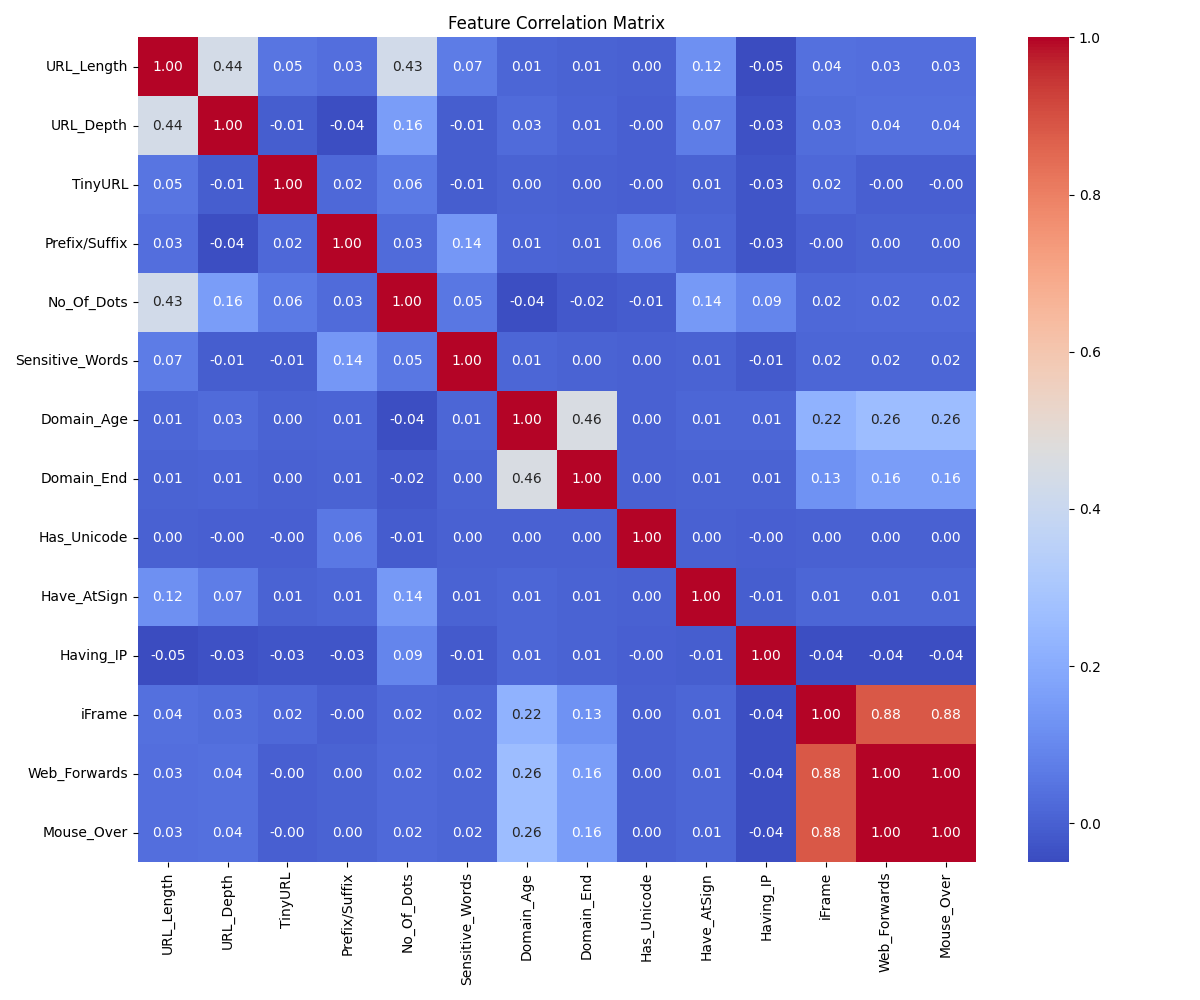 Feature Correlation Matrix
URL_Length 1.00 0.44 0.05 0.03 0.43 0.07 0.01 0.01 0.00 0.12 -0.05 0.04 0.03 0.03
URL_Depth 0.44 1.00 -0.01 -0.04 0.16 -0.01 0.03 0.01 -0.00 0.07 -0.03 0.03 0.04 0.04
TinyURL 0.05 -0.01 1.00 0.02 0.06 -0.01 0.00 0.00 -0.00 0.01 -0.03 0.02 -0.00 -0.00
Prefix/Suffix 0.03 -0.04 0.02 1.00 0.03 0.14 0.01 0.01 0.06 0.01 -0.03 -0.00 0.00 0.00
No_Of_Dots 0.43 0.16 0.06 0.03 1.00 0.05 -0.04 -0.02 -0.01 0.14 0.09 0.02 0.02 0.02
Sensitive_Words 0.07 -0.01 -0.01 0.14 0.05 1.00 0.01 0.00 0.00 0.01 -0.01 0.02 0.02 0.02
Domain_Age 0.01 0.03 0.00 0.01 -0.04 0.01 1.00 0.46 0.00 0.01 0.01 0.22 0.26 0.26
Domain_End 0.01 0.01 0.00 0.01 -0.02 0.00 0.46 1.00 0.00 0.01 0.01 0.13 0.16 0.16
Has_Unicode 0.00 -0.00 -0.00 0.06 -0.01 0.00 0.00 0.00 1.00 0.00 -0.00 0.00 0.00 0.00
Have_AtSign 0.12 0.07 0.01 0.01 0.14 0.01 0.01 0.01 0.00 1.00 -0.01 0.01 0.01 0.01
Having_IP -0.05 -0.03 -0.03 -0.03 0.09 -0.01 0.01 0.01 -0.00 -0.01 1.00 -0.04 -0.04 -0.04
iFrame 0.04 0.03 0.02 -0.00 0.02 0.02 0.22 0.13 0.00 0.01 -0.04 1.00 0.88 0.88
Web_Forwards 0.03 0.04 -0.00 0.00 0.02 0.02 0.26 0.16 0.00 0.01 -0.04 0.88 1.00 1.00
Mouse_Over 0.03 0.04 -0.00 0.00 0.02 0.02 0.26 0.16 0.00 0.01 -0.04 0.88 1.00 1.00
URL_Length
URL_Depth
TinyURL
Prefix/Suffix
No_Of_Dots
Sensitive_Words
Domain_Age
Domain_End
Has_Unicode
Have_AtSign
Having_IP
iFrame
Web_Forwards
Mouse_Over
1.0
0.8
0.6
0.4
0.2
0.0